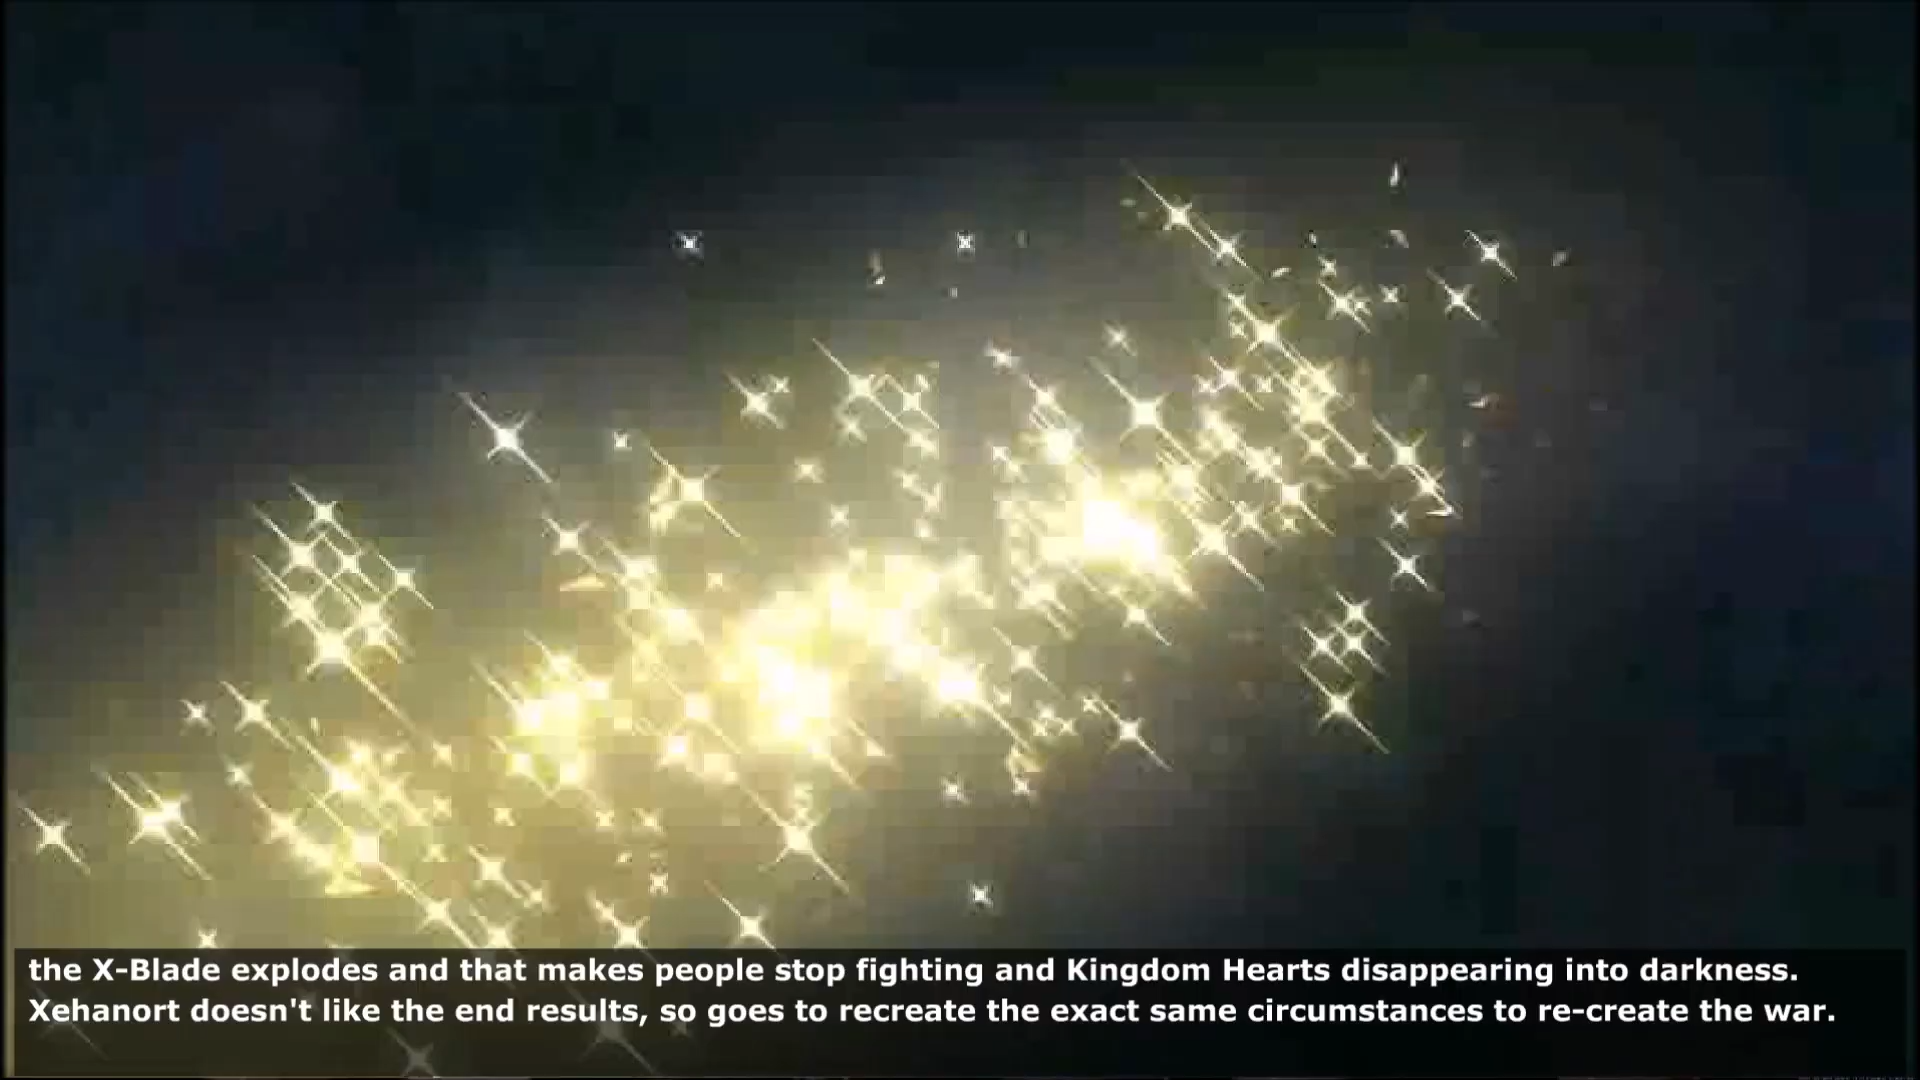 the X-Blade explodes and that makes people stop fighting and Kingdom Hearts disappearing into darkness.
Xehanort doesn't like the end results, so goes to recreate the exact same circumstances to re-create the war.